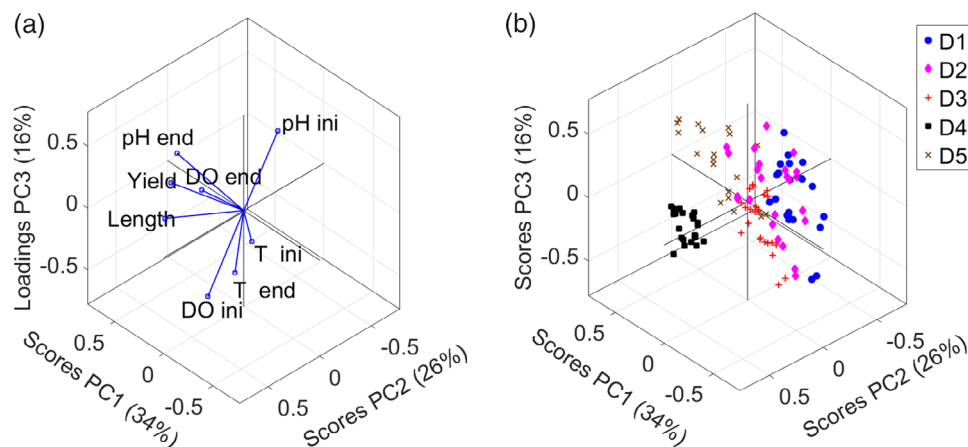 (a)
Loadings PC3 (16%)
0.5
0
-0.5
pH end
pH ini
Yield
DO end
Length
T ini
T end
DO ini
0.5
0
-0.5
Scores PC1 (34%)
-0.5
0
0.5
Scores PC2 (26%)
(b)
Scores PC3 (16%)
0.5
0
-0.5
0.5
0
-0.5
Scores PC1 (34%)
-0.5
0
0.5
Scores PC2 (26%)
D1
D2
D3
D4
D5